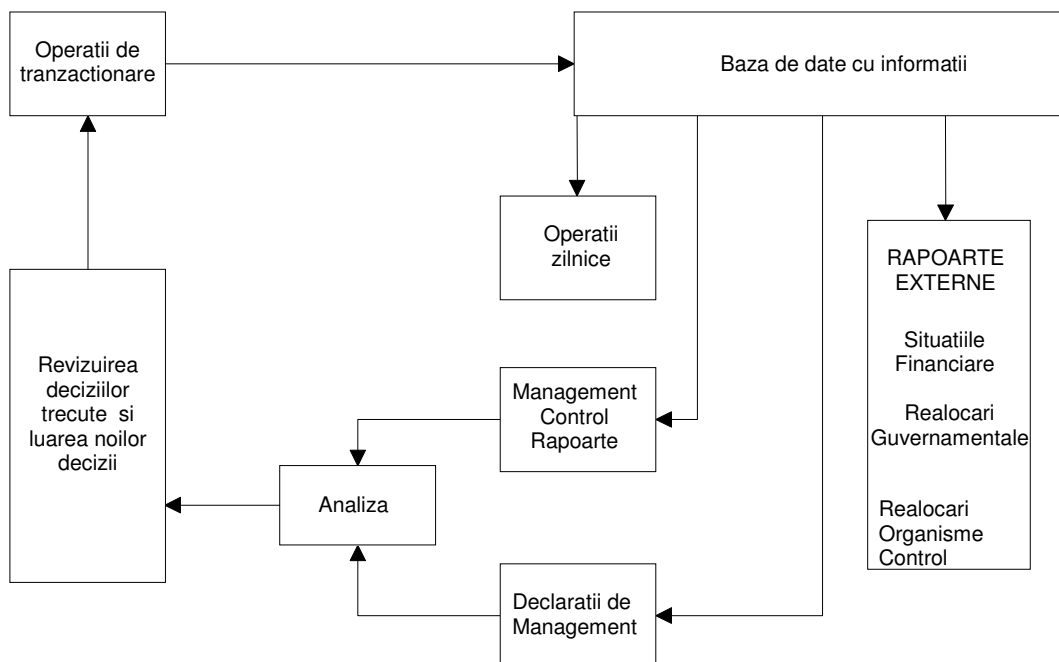 Operatii de
tranzactionare
Baza de date cu informatii
Operatii
zilnice
RAPOARTE
EXTERNE
Situatiile
Financiare
Realocari
Guvernamentale
Realocari
Organisme
Control
Revizuirea
deciziilor
trecute si
luarea noilor
decizii
Management
Control
Rapoarte
Analiza
Declaratii de
Management